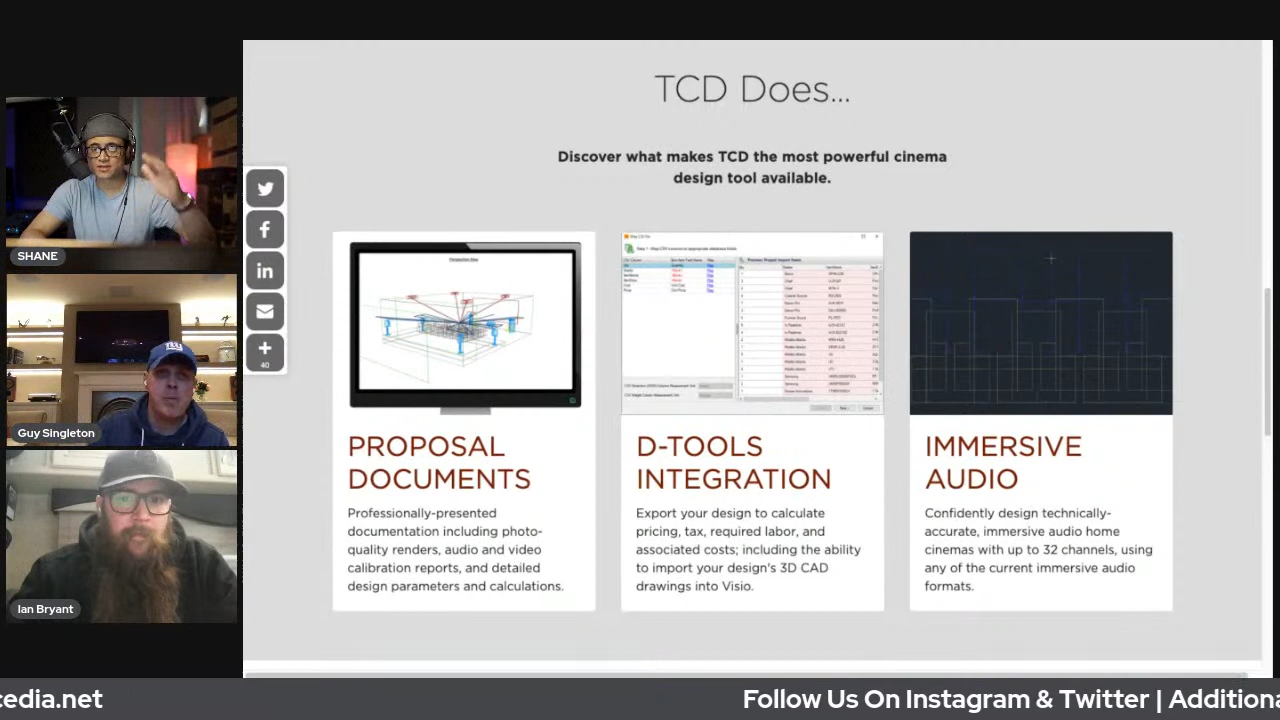 TCD Does...
Discover what makes TCD the most powerful cinema
design tool available.
SHANE
Guy Singleton
Ian Bryant
40
PROPOSAL
DOCUMENTS
Professionally-presented
documentation including photo-
quality renders, audio and video
calibration reports, and detailed
design parameters and calculations.
D-TOOLS
INTEGRATION
Export your design to calculate
pricing, tax, required labor, and
associated costs; including the ability
to import your design's 3D CAD
drawings into Visio.
IMMERSIVE
AUDIO
Confidently design technically-
accurate, immersive audio home
cinemas with up to 32 channels, using
any of the current immersive audio
formats.
cedia.net
Follow Us On Instagram & Twitter | Additiona